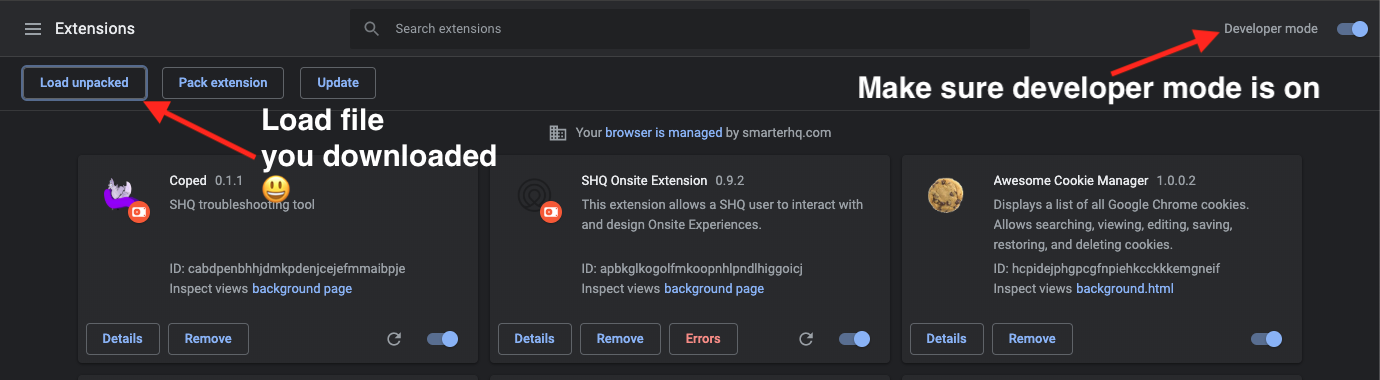 Extensions
Search extensions
Developer mode
Load unpacked
Pack extension
Update
Make sure developer mode is on
Load file
you downloaded
😃
Your browser is managed by smarterhq.com
Coped 0.1.1
SHQ troubleshooting tool
ID: cabdpenbhhjdmkpdenjcejefmmaibpje
Inspect views background page
Details
Remove
SHQ Onsite Extension 0.9.2
This extension allows a SHQ user to interact with
and design Onsite Experiences.
ID: apbkglkogolfmkoopnhlpndlhiggoicj
Inspect views background page
Details
Remove
Errors
Awesome Cookie Manager 1.0.0.2
Displays a list of all Google Chrome cookies.
Allows searching, viewing, editing, saving,
restoring, and deleting cookies.
ID: hcpidejphgpcgfnpiehkcckkkemgneif
Inspect views background.html
Details
Remove